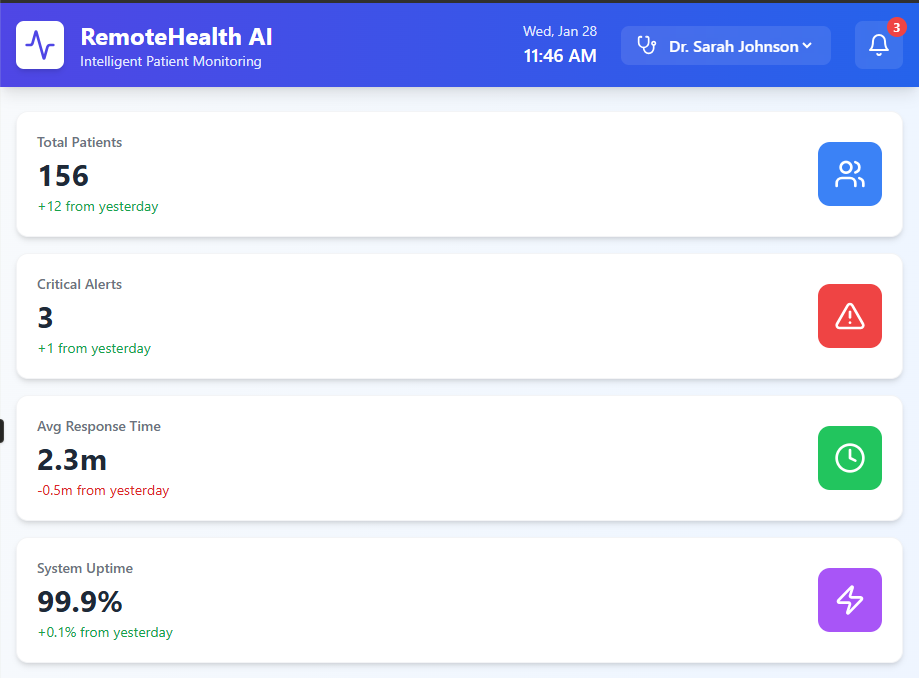 RemoteHealth AI
Intelligent Patient Monitoring
Wed, Jan 28
11:46 AM
Dr. Sarah Johnson
3
Total Patients
156
+12 from yesterday
Critical Alerts
3
+1 from yesterday
Avg Response Time
2.3m
-0.5m from yesterday
System Uptime
99.9%
+0.1% from yesterday